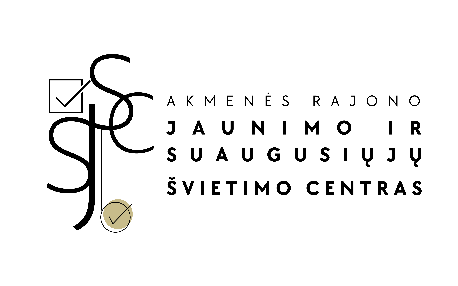 AKMENĖS RAJONO
JAUNIMO IR
SUAUGUSIŲJŲ
ŠVIETIMO CENTRAS